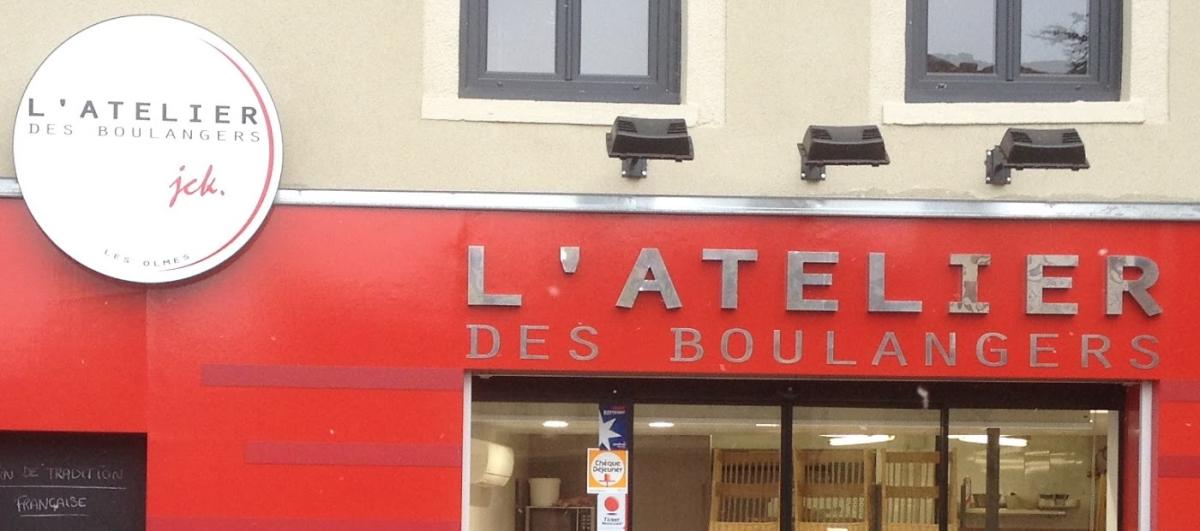 L'ATELIER
DES BOULANGERS
jck.
LES OLMES
L'ATELIER
DES BOULANGERS
DE TRADITION
FRANÇAISE
Chèque
Déjeuner
Ticket